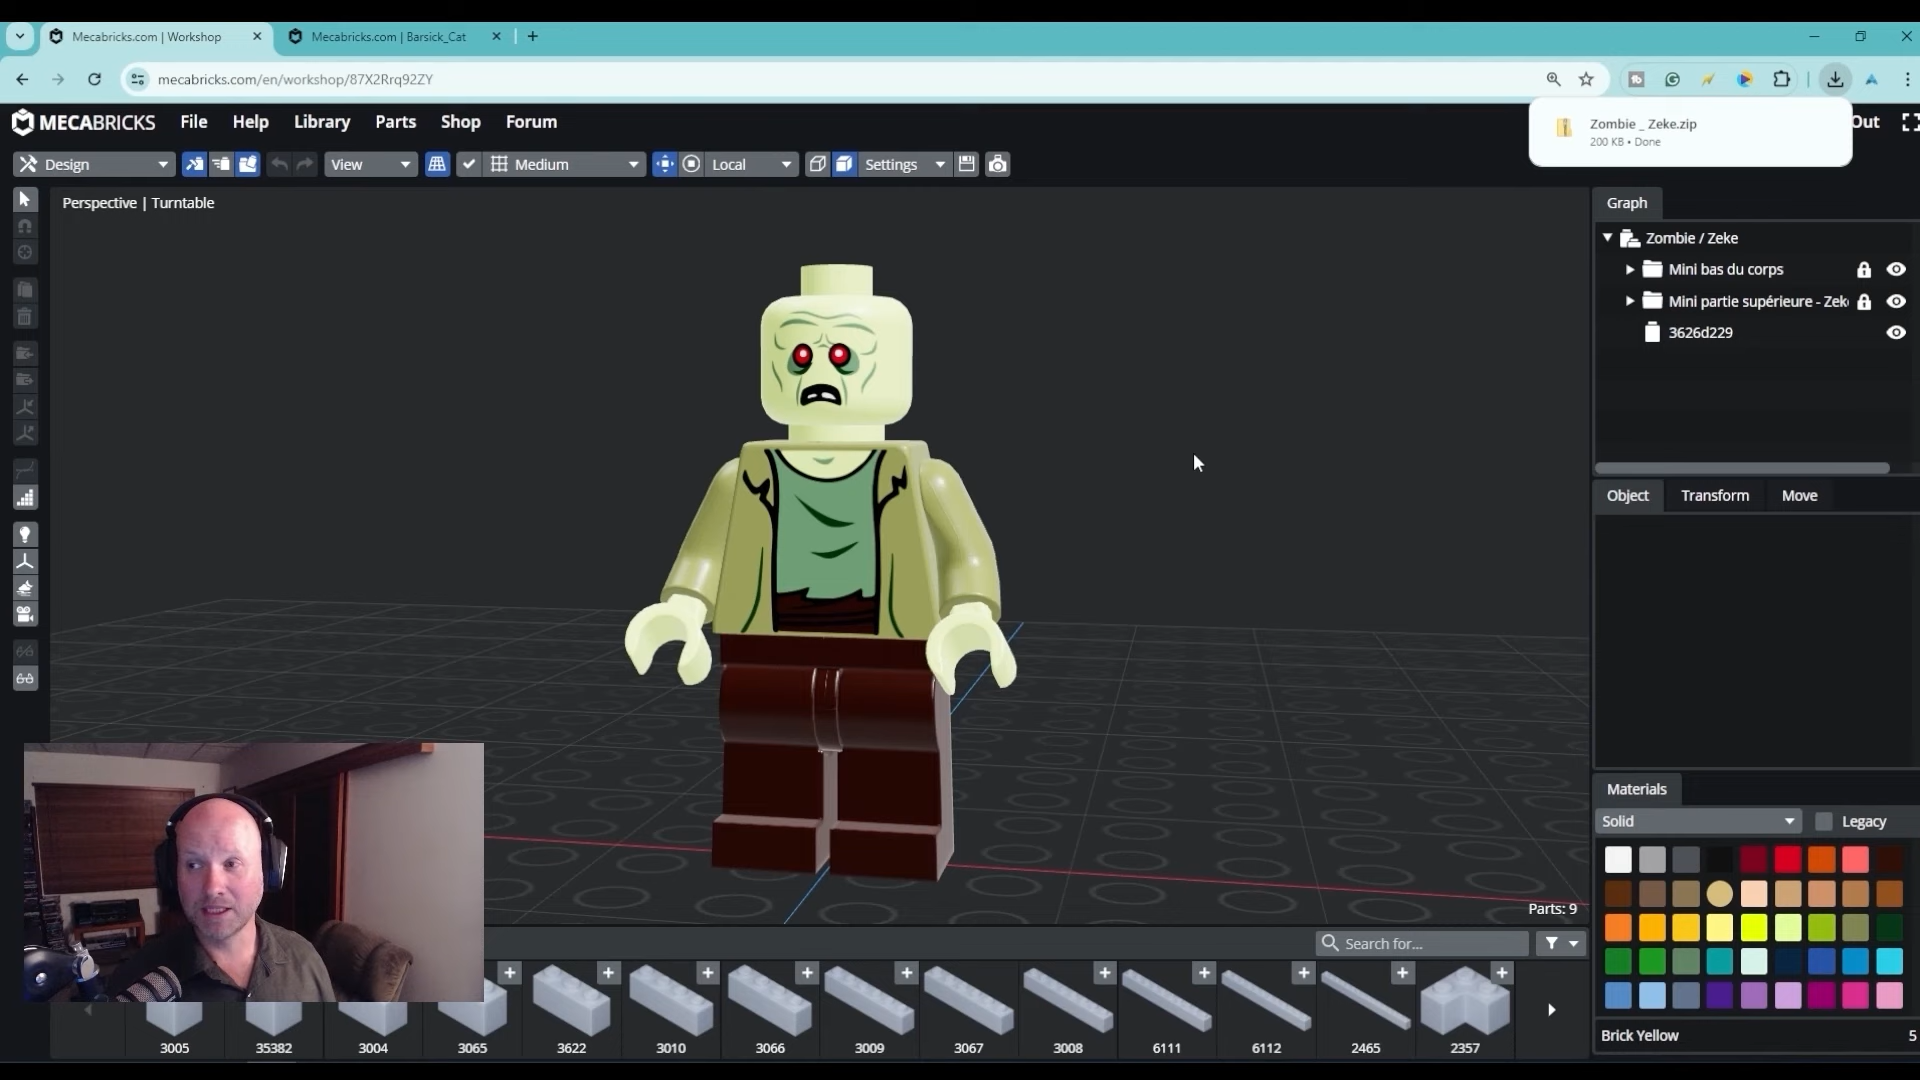 Mecabricks.com | Workshop
Mecabricks.com | Barsick_Cat
mecabricks.com/en/workshop/87X2Rrq92ZY
MECABRICKS File Help Library Parts Shop Forum
Zombie _ Zeke.zip
200 KB • Done
Out
Design
View
Medium
Local
Settings
Perspective | Turntable
Graph
Zombie / Zeke
Mini bas du corps
Mini partie supérieure - Zek
3626d229
Object Transform Move
Materials
Solid
Legacy
Parts: 9
Search for...
3005 35382 3004 3065 3622 3010 3066 3009 3067 3008 6111 6112 2465 2357
Brick Yellow 5